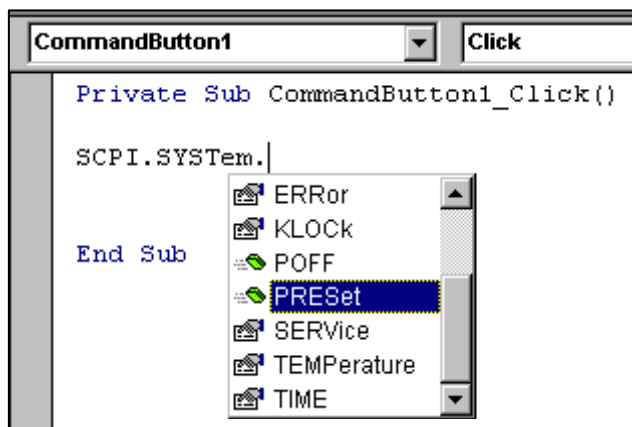 CommandButton1 Click
Private Sub CommandButton1_Click()
SCPI.SYSTem.
ERRor
KLOCk
End Sub POFF
PRESet
SERVice
TEMPerature
TIME